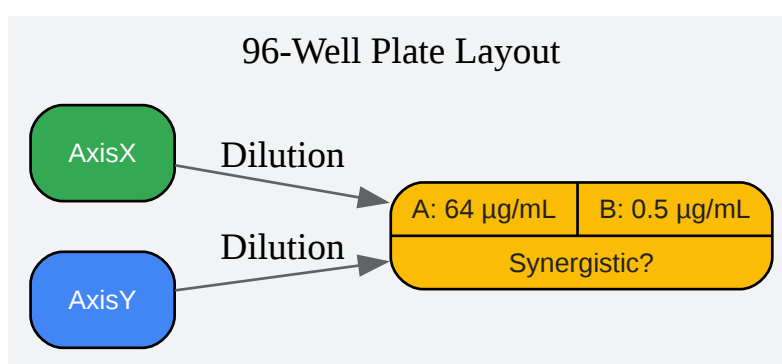 96-Well Plate Layout
AxisX
Dilution
A: 64 µg/mL
B: 0.5 µg/mL
Synergistic?
Dilution
AxisY